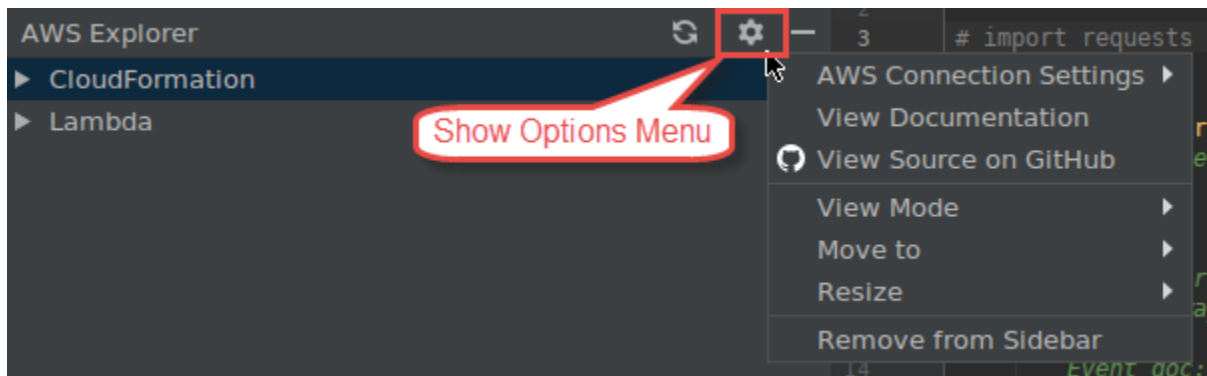 AWS Explorer
3 # import requests
CloudFormation
AWS Connection Settings
Lambda
Show Options Menu
View Documentation
View Source on GitHub
View Mode
Move to
Resize
Remove from Sidebar
14 Event doc: